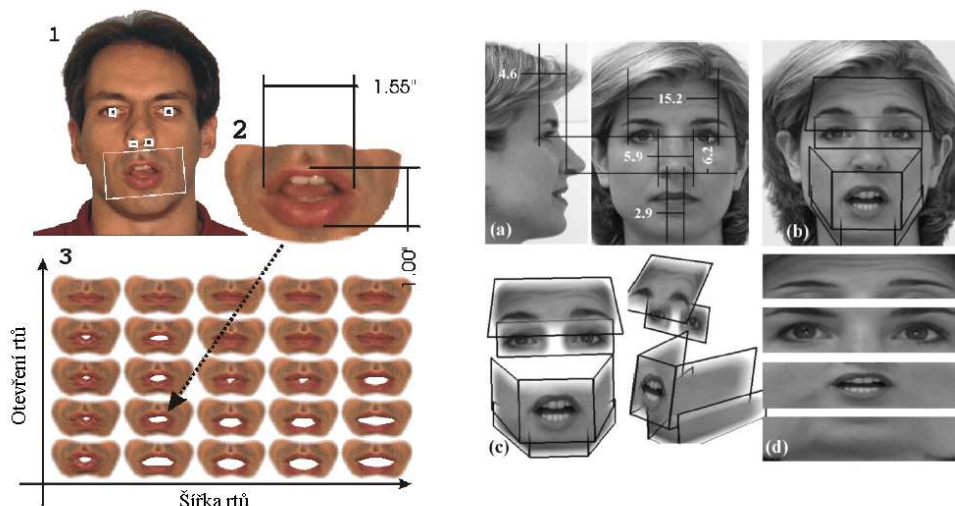 1
2
1.55"
1.00"
3
Otevření rtů
Šířka rtů
4.6
15.2
5.9
6.2
2.9
(a)
(b)
(c)
(d)